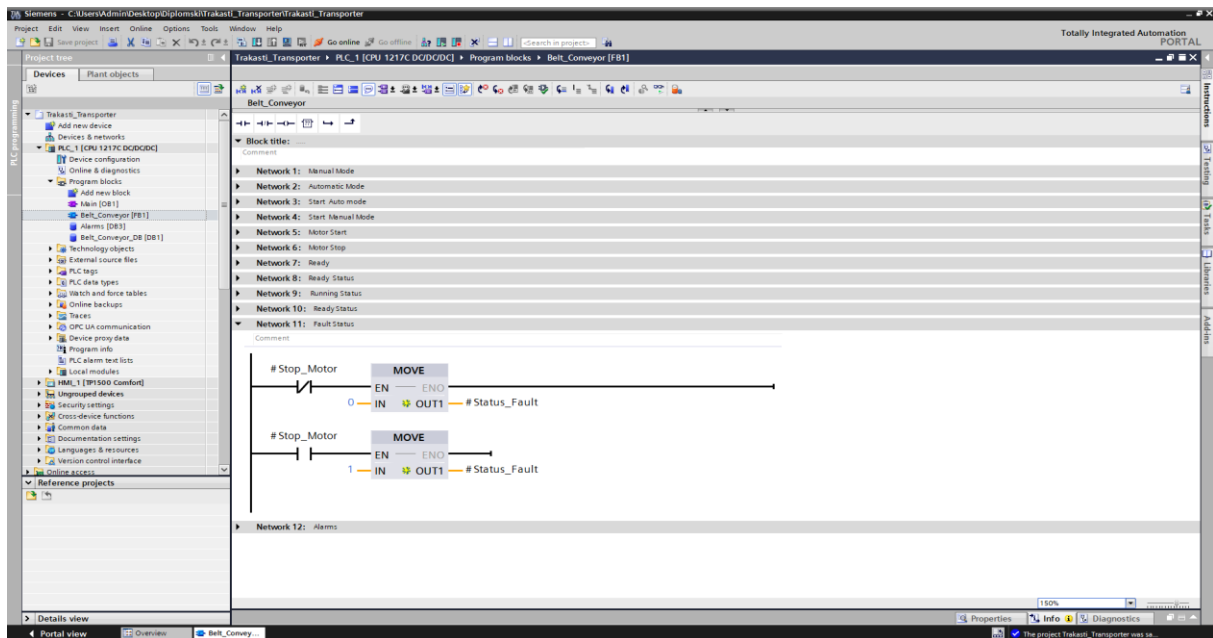 Siemens - C:\Users\Admin\Desktop\Diplomski\Trakasti_Transporter\Trakasti_Transporter
Project Edit View Insert Online Options Tools Window Help
Totally Integrated Automation
PORTAL
Save project Go online Go offline <Search in project>
Project tree
Trakasti_Transporter PLC_1 [CPU 1217C DC/DC/DC] Program blocks Belt_Conveyor [FB1]
Devices Plant objects
Belt_Conveyor
Trakasti_Transporter
Add new device
Devices & networks
PLC_1 [CPU 1217C DC/DC/DC]
Device configuration
Online & diagnostics
Program blocks
Add new block
Main [OB1]
Belt_Conveyor [FB1]
Alarms [DB3]
Belt_Conveyor_DB [DB1]
Technology objects
External source files
PLC tags
PLC data types
Watch and force tables
Online backups
Traces
OPC UA communication
Device proxy data
Program info
PLC alarm text lists
Local modules
HMI_1 [TP1500 Comfort]
Ungrouped devices
Security settings
Cross-device functions
Common data
Documentation settings
Languages & resources
Version control interface
Online access
Reference projects
Details view
Block title: .....
Comment
Network 1: Manual Mode
Network 2: Automatic Mode
Network 3: Start Auto mode
Network 4: Start Manual Mode
Network 5: Motor Start
Network 6: Motor Stop
Network 7: Ready
Network 8: Ready Status
Network 9: Running Status
Network 10: Ready Status
Network 11: Fault Status
Comment
#Stop_Motor MOVE
EN ENO
0 IN OUT1 #Status_Fault
#Stop_Motor MOVE
EN ENO
1 IN OUT1 #Status_Fault
Network 12: Alarms
150%
Properties Info Diagnostics
PLC programming
Instructions
Testing
Tasks
Libraries
Add-ins
Portal view Overview Belt_Convey... The project Trakasti_Transporter was sa...